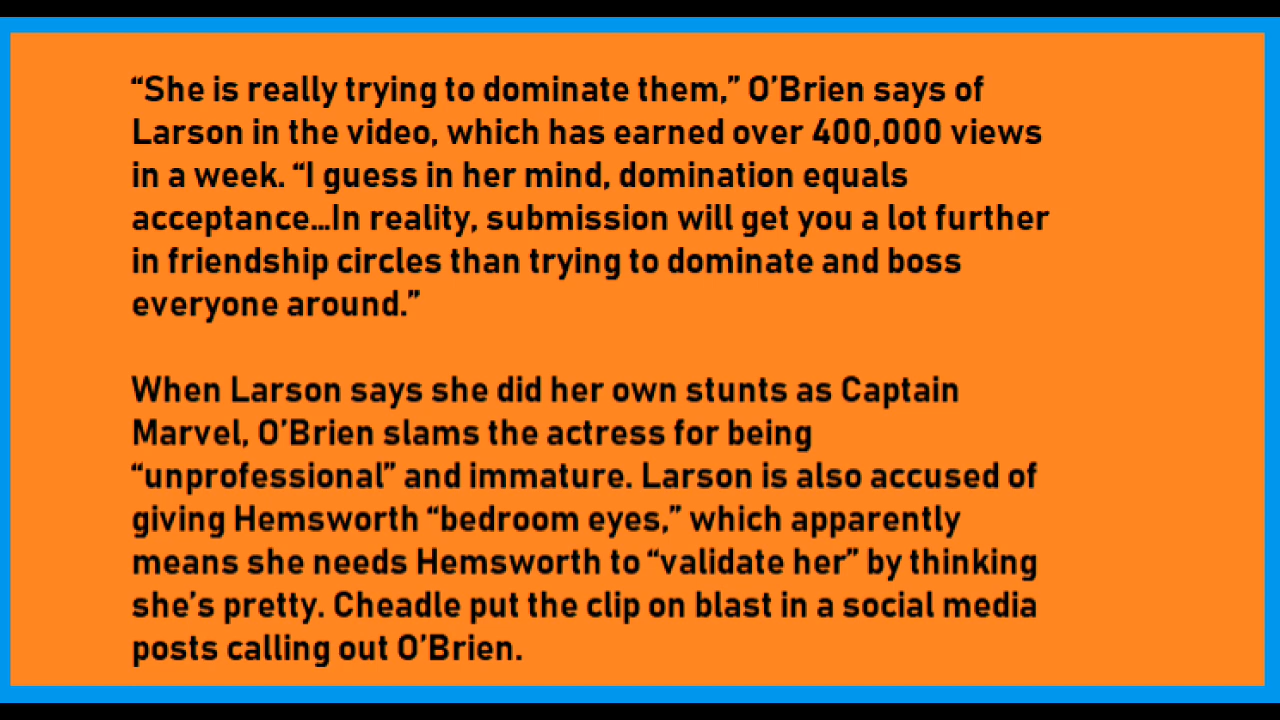 “She is really trying to dominate them,” O’Brien says of
Larson in the video, which has earned over 400,000 views
in a week. “I guess in her mind, domination equals
acceptance…In reality, submission will get you a lot further
in friendship circles than trying to dominate and boss
everyone around.”
When Larson says she did her own stunts as Captain
Marvel, O’Brien slams the actress for being
“unprofessional” and immature. Larson is also accused of
giving Hemsworth “bedroom eyes,” which apparently
means she needs Hemsworth to “validate her” by thinking
she’s pretty. Cheadle put the clip on blast in a social media
posts calling out O’Brien.